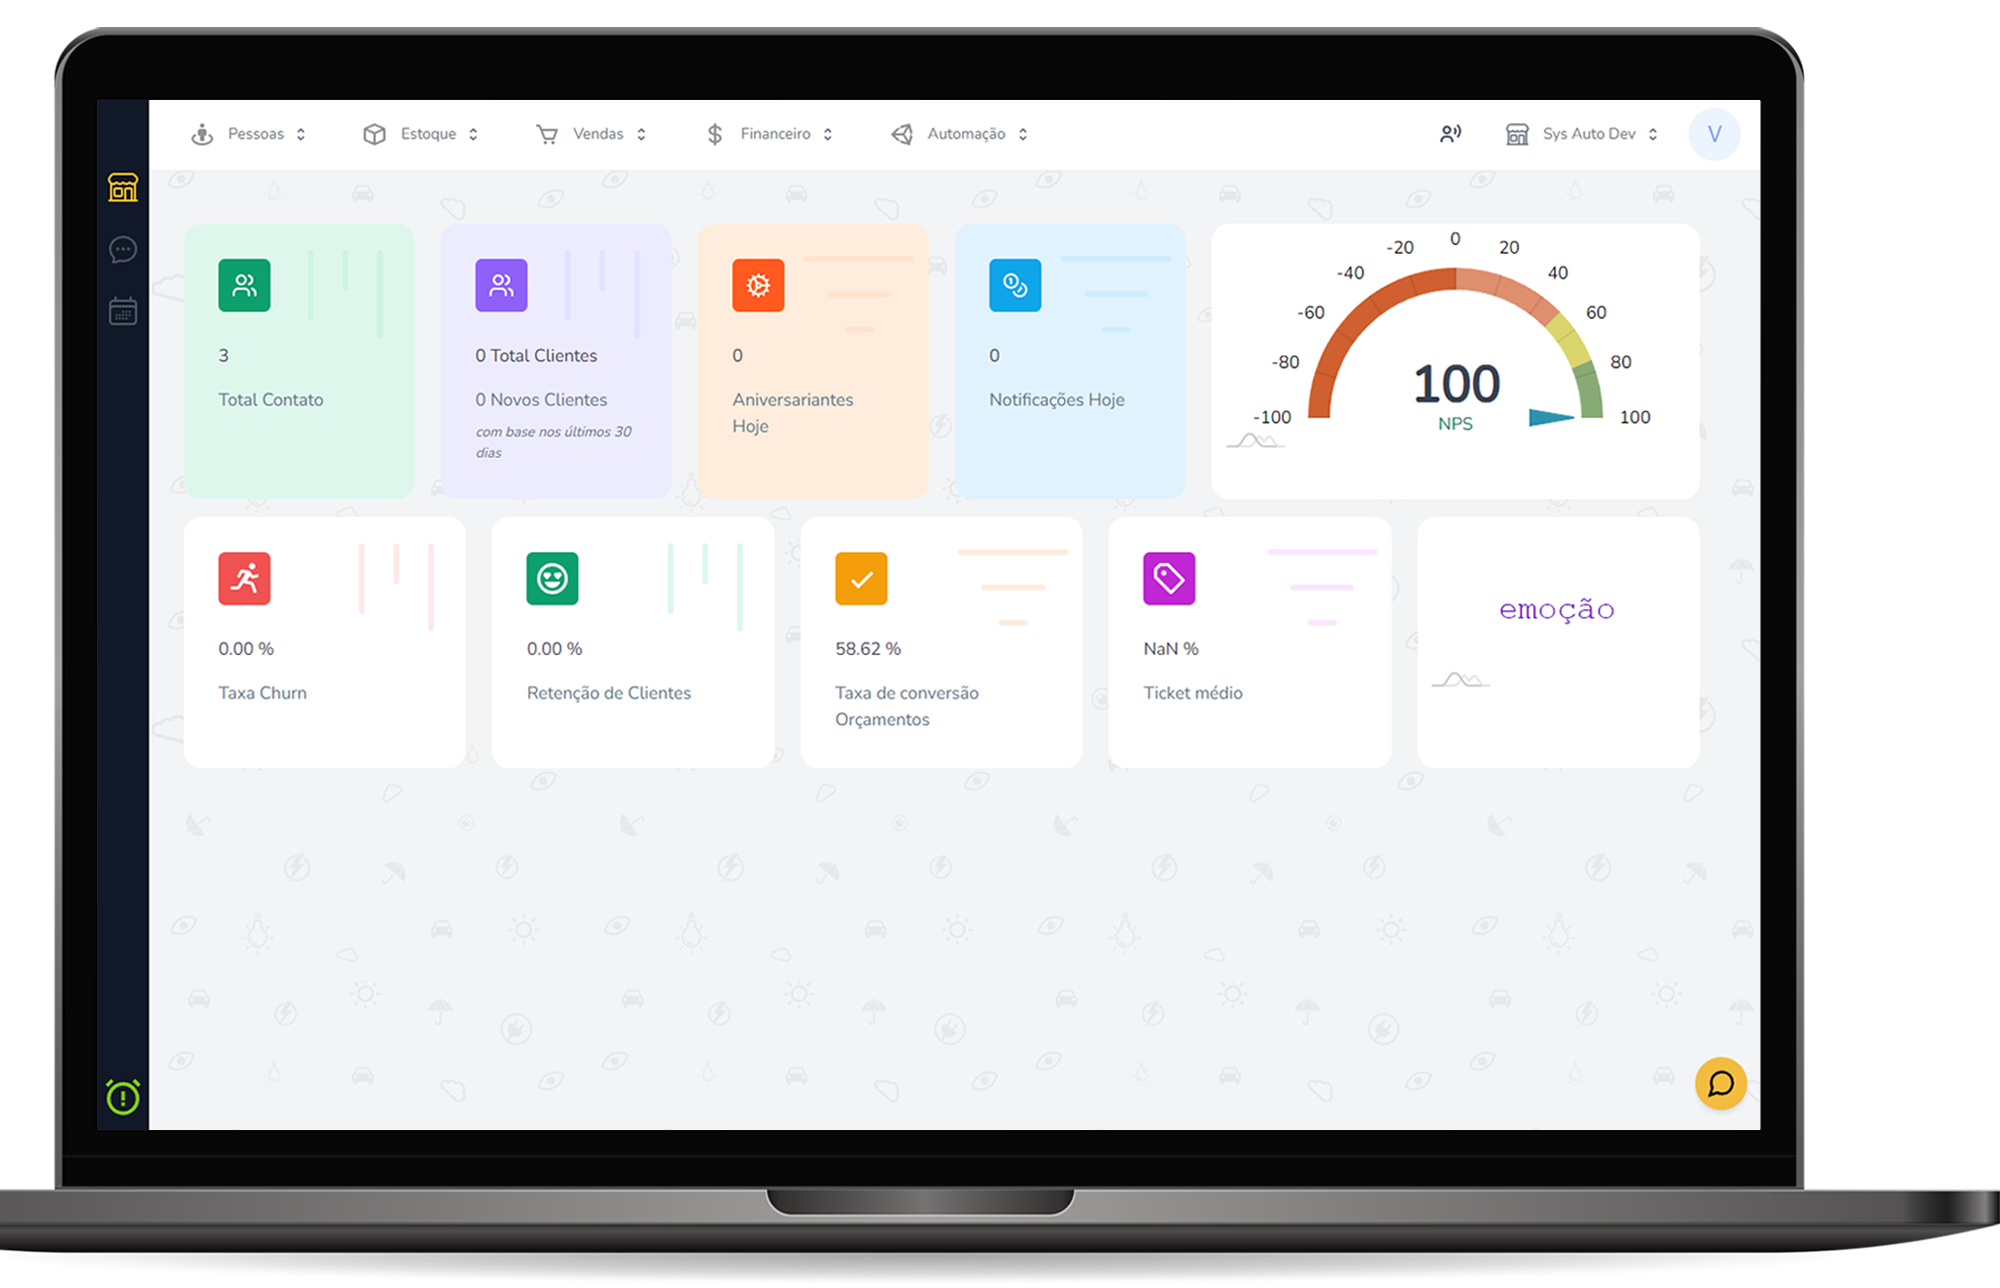 Pessoas
Estoque
Vendas
Financeiro
Automação
Sys Auto Dev
V
3
Total Contato
0 Total Clientes
0 Novos Clientes
com base nos últimos 30
dias
0
Aniversariantes
Hoje
0
Notificações Hoje
-100
-80
-60
-40
-20
0
20
40
60
80
100
100
NPS
0.00 %
Taxa Churn
0.00 %
Retenção de Clientes
58.62 %
Taxa de conversão
Orçamentos
NaN %
Ticket médio
emoção